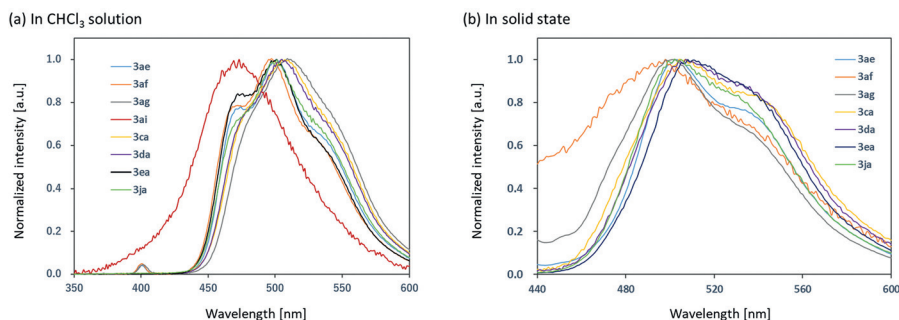 (a) In CHCl₃ solution
Normalized intensity [a.u.]
1.0
0.8
0.6
0.4
0.2
0.0
350
400
450
500
550
600
Wavelength [nm]
3ae
3af
3ag
3ai
3ca
3da
3ea
3ja
(b) In solid state
Normalized intensity [a.u.]
1.0
0.8
0.6
0.4
0.2
0.0
440
480
520
560
600
Wavelength [nm]
3ae
3af
3ag
3ca
3da
3ea
3ja